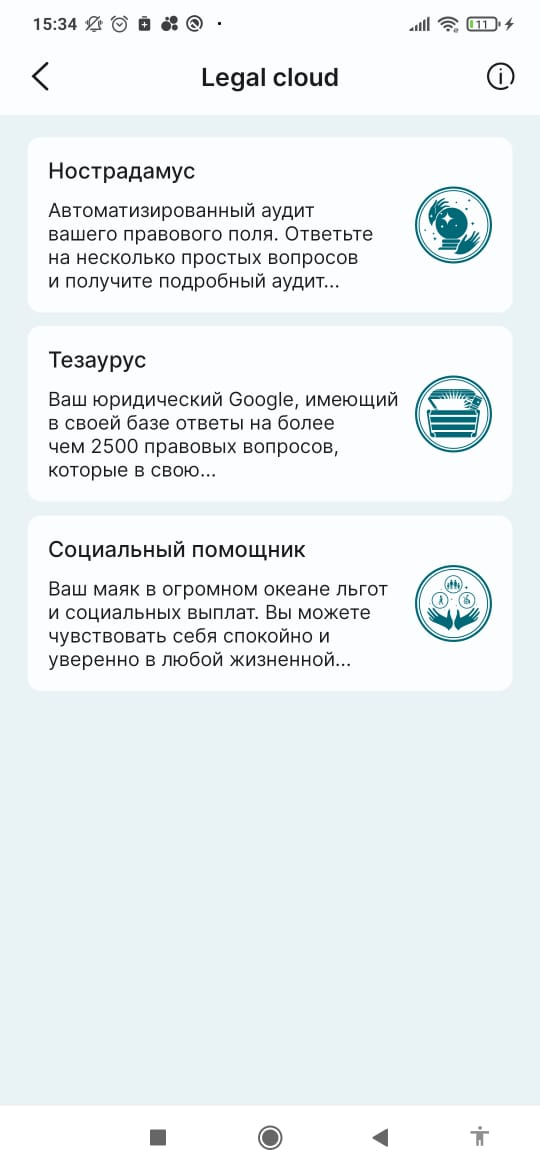 15:34
11
Legal cloud
Нострадамус
Автоматизированный аудит
вашего правового поля. Ответьте
на несколько простых вопросов
и получите подробный аудит...
Тезаурус
Ваш юридический Google, имеющий
в своей базе ответы на более
чем 2500 правовых вопросов,
которые в свою...
Социальный помощник
Ваш маяк в огромном океане льгот
и социальных выплат. Вы можете
чувствовать себя спокойно и
уверенно в любой жизненной...